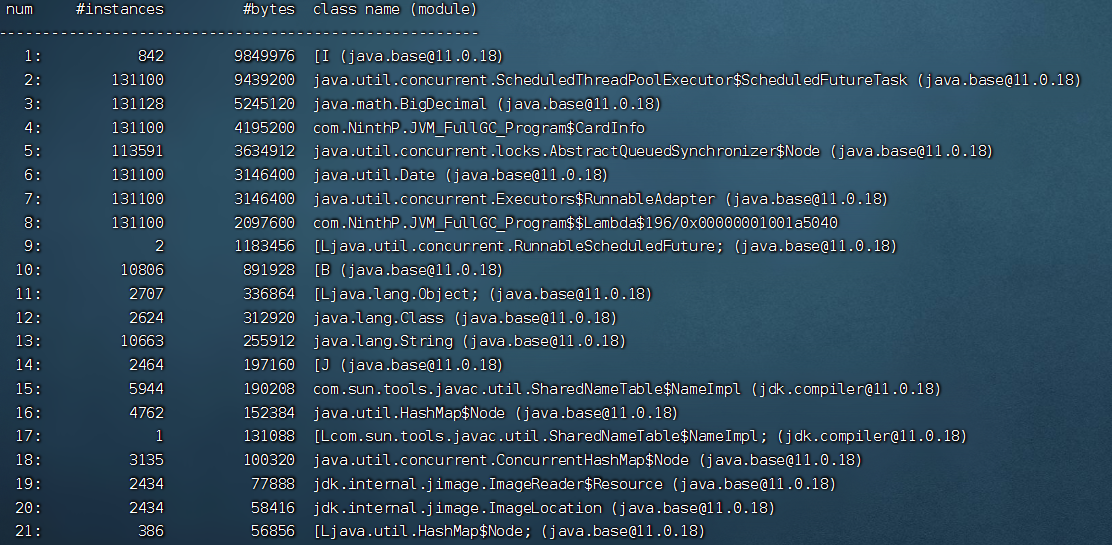 num #instances #bytes class name (module)
-------------------------------------------------------
1: 842 9849976 [I (java.base@11.0.18)
2: 131100 9439200 java.util.concurrent.ScheduledThreadPoolExecutor$ScheduledFutureTask (java.base@11.0.18)
3: 131128 5245120 java.math.BigDecimal (java.base@11.0.18)
4: 131100 4195200 com.NinthP.JVM_FullGC_Program$CardInfo
5: 113591 3634912 java.util.concurrent.locks.AbstractQueuedSynchronizer$Node (java.base@11.0.18)
6: 131100 3146400 java.util.Date (java.base@11.0.18)
7: 131100 3146400 java.util.concurrent.Executors$RunnableAdapter (java.base@11.0.18)
8: 131100 2097600 com.NinthP.JVM_FullGC_Program$$Lambda$196/0x00000001001a5040
9: 2 1183456 [Ljava.util.concurrent.RunnableScheduledFuture; (java.base@11.0.18)
10: 10806 891928 [B (java.base@11.0.18)
11: 2707 336864 [Ljava.lang.Object; (java.base@11.0.18)
12: 2624 312920 java.lang.Class (java.base@11.0.18)
13: 10663 255912 java.lang.String (java.base@11.0.18)
14: 2464 197160 [J (java.base@11.0.18)
15: 5944 190208 com.sun.tools.javac.util.SharedNameTable$NameImpl (jdk.compiler@11.0.18)
16: 4762 152384 java.util.HashMap$Node (java.base@11.0.18)
17: 1 131088 [Lcom.sun.tools.javac.util.SharedNameTable$NameImpl; (jdk.compiler@11.0.18)
18: 3135 100320 java.util.concurrent.ConcurrentHashMap$Node (java.base@11.0.18)
19: 2434 77888 jdk.internal.jimage.ImageReader$Resource (java.base@11.0.18)
20: 2434 58416 jdk.internal.jimage.ImageLocation (java.base@11.0.18)
21: 386 56856 [Ljava.util.HashMap$Node; (java.base@11.0.18)